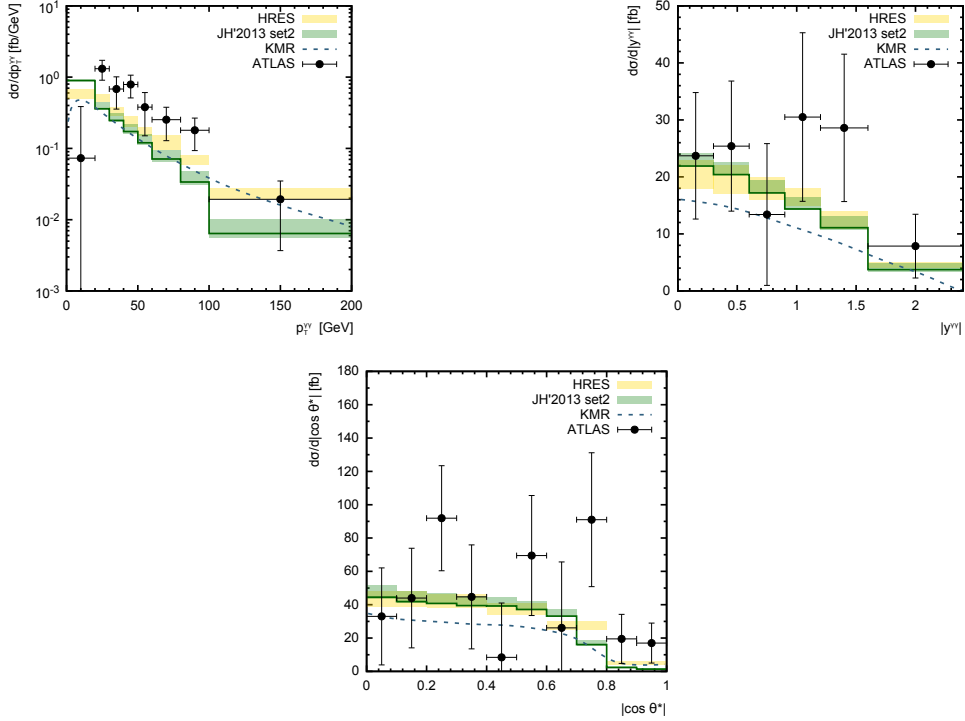 dσ/dp_T^γγ [fb/GeV]
HRES
JH'2013 set2
KMR
ATLAS
10^1
10^0
10^-1
10^-2
10^-3
0 50 100 150 200
p_T^γγ [GeV]
dσ/d|y^γγ| [fb]
HRES
JH'2013 set2
KMR
ATLAS
50
40
30
20
10
0
0 0.5 1 1.5 2
|y^γγ|
dσ/d|cos θ*| [fb]
HRES
JH'2013 set2
KMR
ATLAS
180
160
140
120
100
80
60
40
20
0
0 0.2 0.4 0.6 0.8 1
|cos θ*|